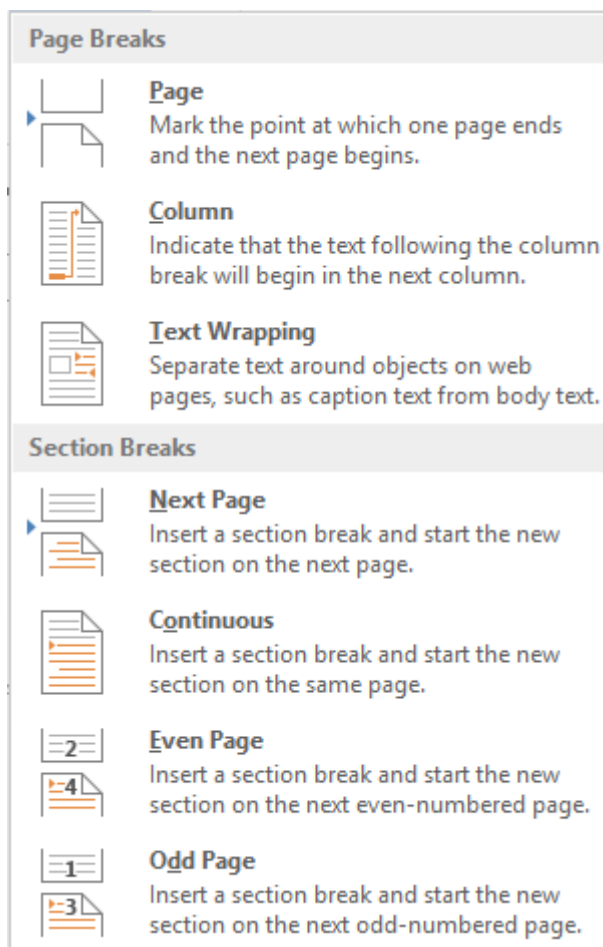 Page Breaks
Page
Mark the point at which one page ends
and the next page begins.
Column
Indicate that the text following the column
break will begin in the next column.
Text Wrapping
Separate text around objects on web
pages, such as caption text from body text.
Section Breaks
Next Page
Insert a section break and start the new
section on the next page.
Continuous
Insert a section break and start the new
section on the same page.
2
Even Page
4
Insert a section break and start the new
section on the next even-numbered page.
1
Odd Page
3
Insert a section break and start the new
section on the next odd-numbered page.